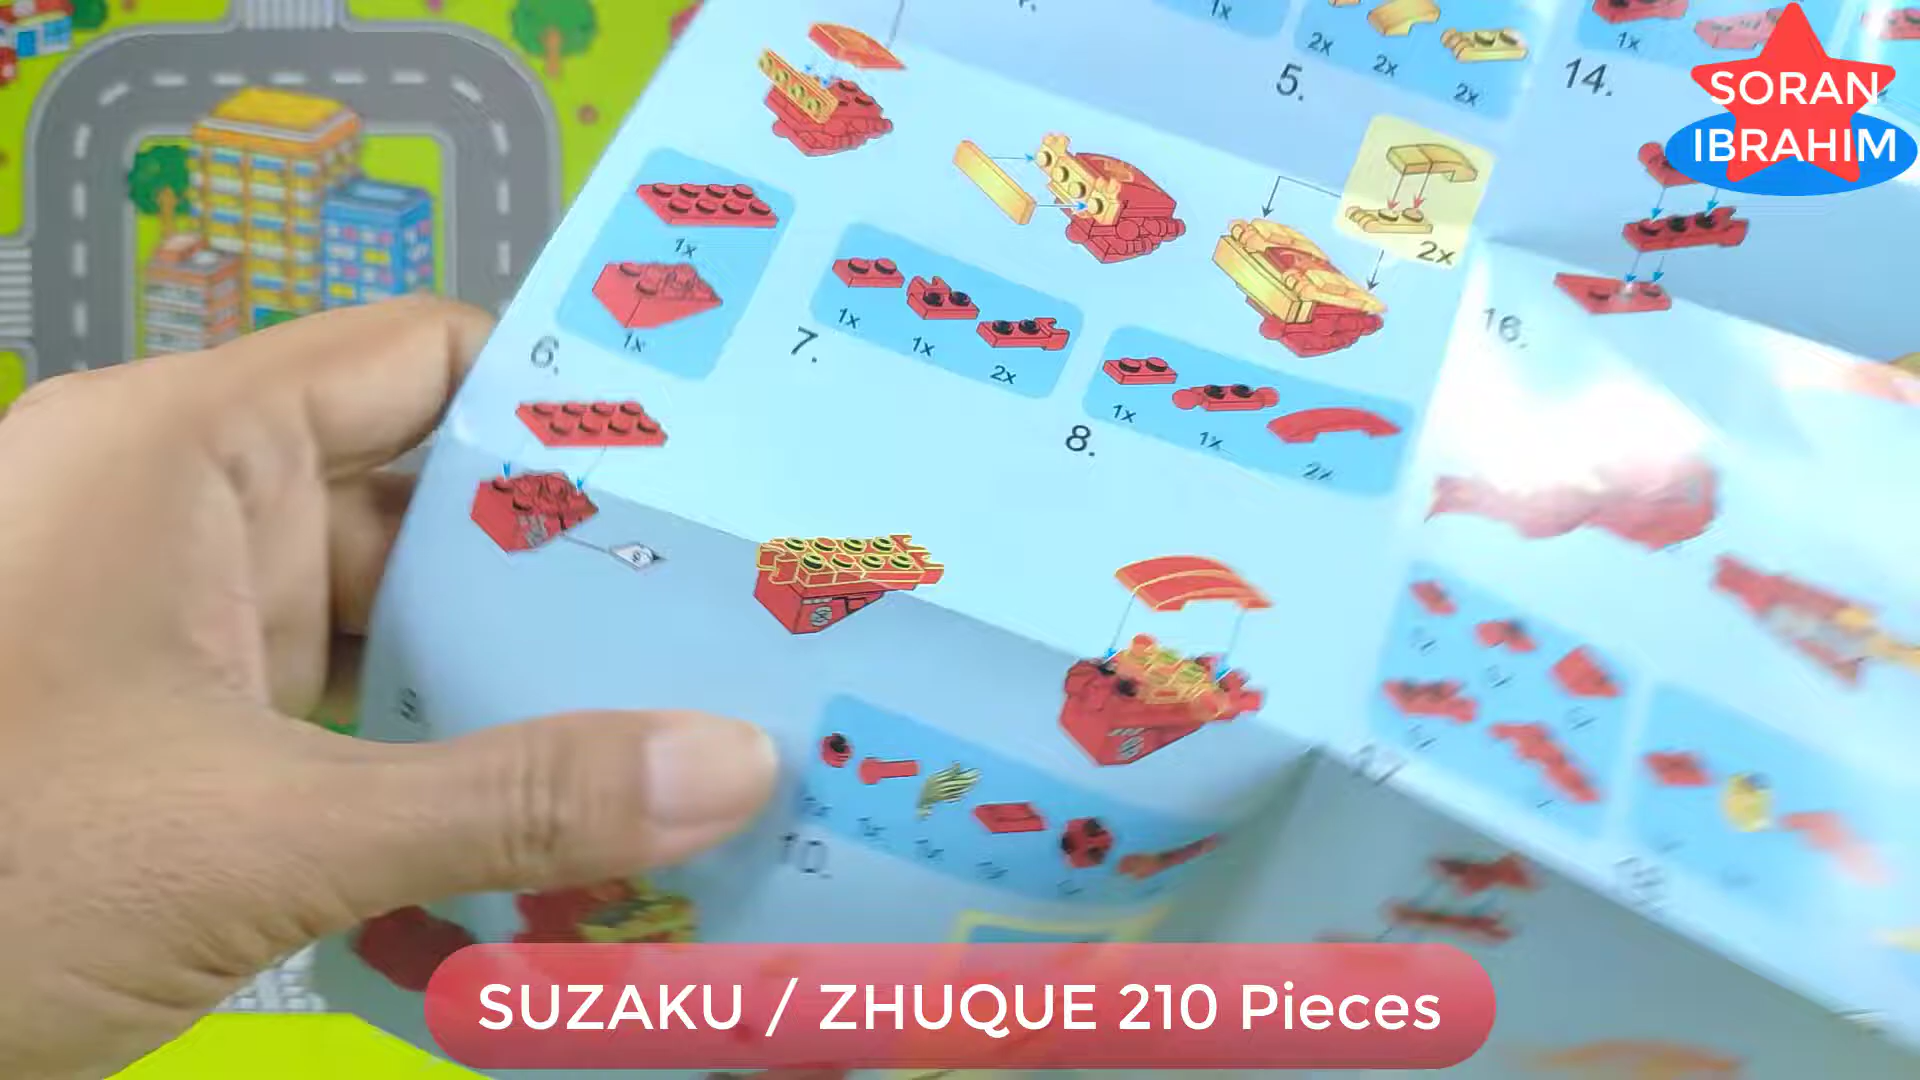 1x
2x
2x
2x
5.
1x
14.
SORAN
IBRAHIM
2x
1x
1x
6.
1x
1x
2x
7.
1x
1x
2x
8.
16.
10.
SUZAKU / ZHUQUE 210 Pieces